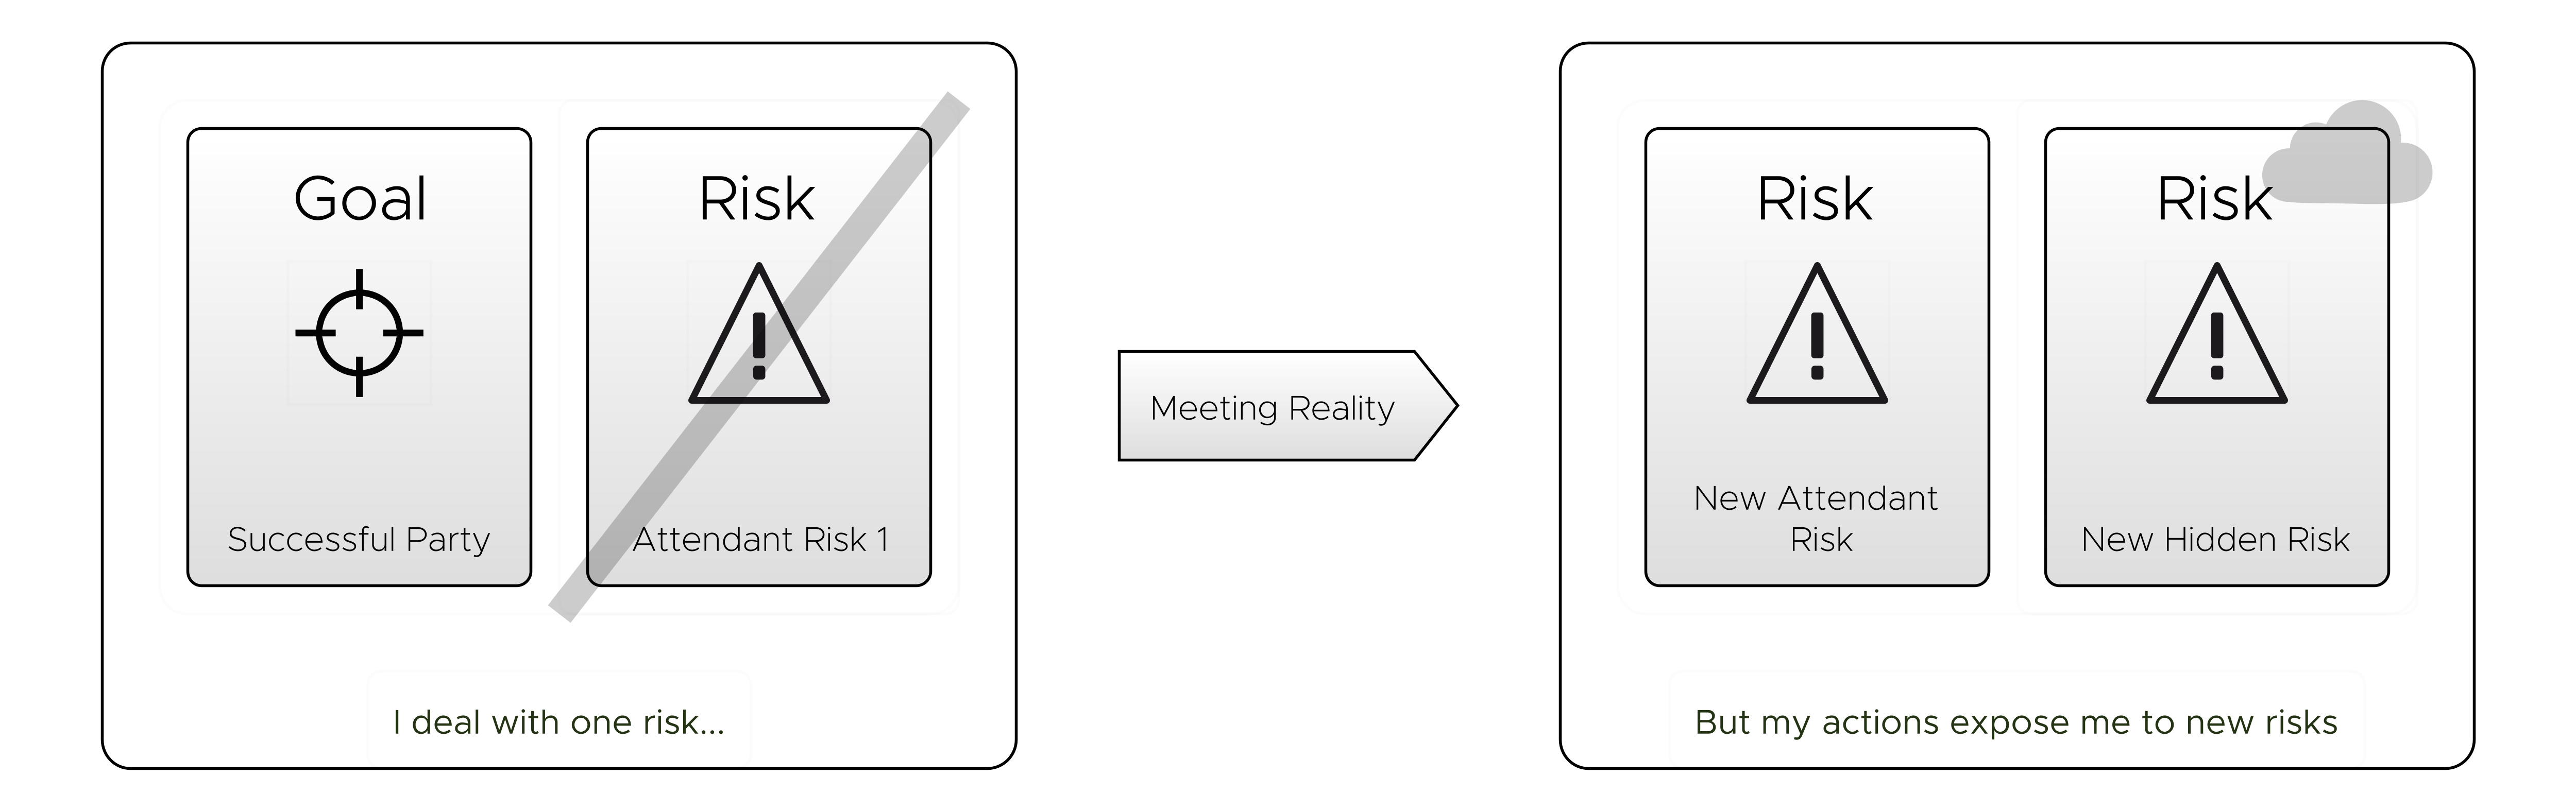 Goal
Successful Party
Risk
Attendant Risk 1
I deal with one risk...
Meeting Reality
Risk
New Attendant
Risk
Risk
New Hidden Risk
But my actions expose me to new risks